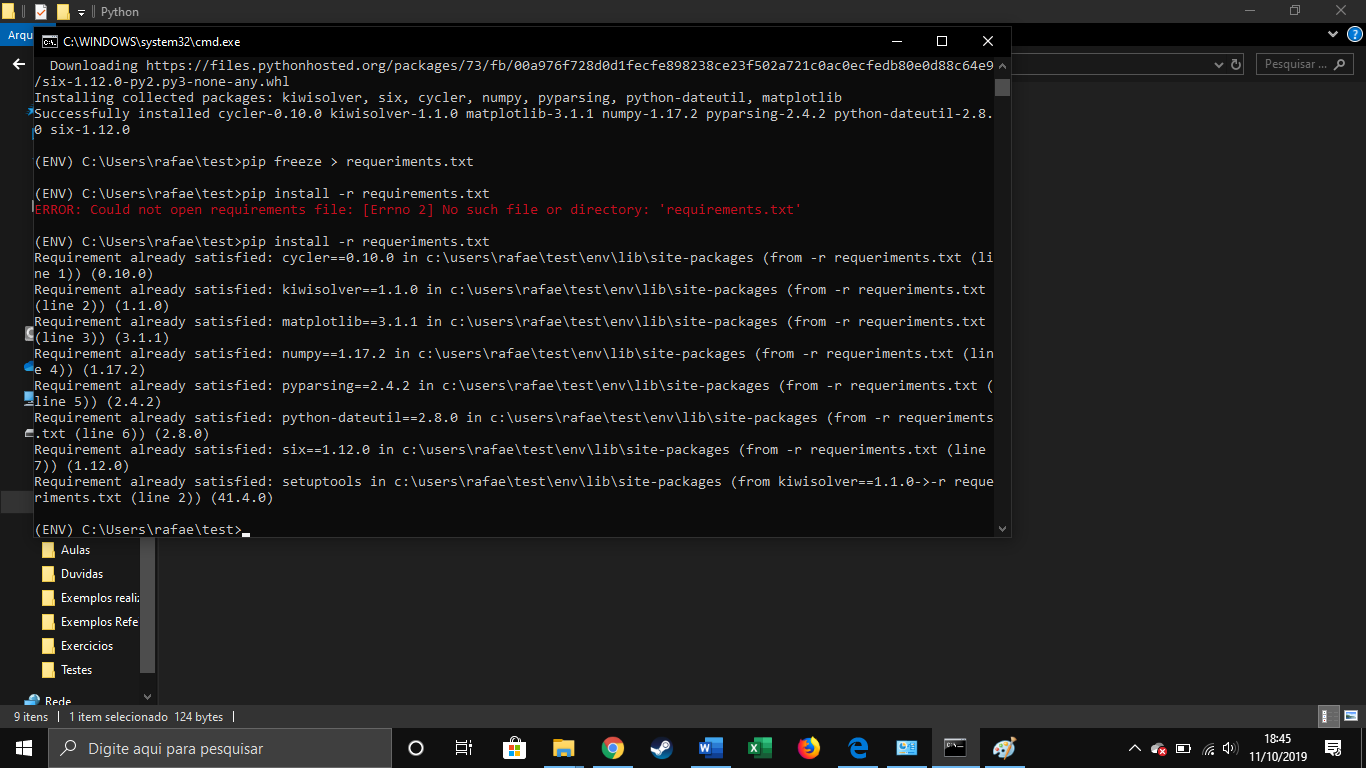 Python
Arqu
C:\WINDOWS\system32\cmd.exe
Pesquisar ...
Downloading https://files.pythonhosted.org/packages/73/fb/00a976f728d0d1fecfe898238ce23f502a721c0ac0ecfedb80e0d88c64e9
/six-1.12.0-py2.py3-none-any.whl
Installing collected packages: kiwisolver, six, cycler, numpy, pyparsing, python-dateutil, matplotlib
Successfully installed cycler-0.10.0 kiwisolver-1.1.0 matplotlib-3.1.1 numpy-1.17.2 pyparsing-2.4.2 python-dateutil-2.8.
0 six-1.12.0
(ENV) C:\Users\rafae\test>pip freeze > requeriments.txt
(ENV) C:\Users\rafae\test>pip install -r requirements.txt
ERROR: Could not open requirements file: [Errno 2] No such file or directory: 'requirements.txt'
(ENV) C:\Users\rafae\test>pip install -r requeriments.txt
Requirement already satisfied: cycler==0.10.0 in c:\users\rafae\test\env\lib\site-packages (from -r requeriments.txt (li
ne 1)) (0.10.0)
Requirement already satisfied: kiwisolver==1.1.0 in c:\users\rafae\test\env\lib\site-packages (from -r requeriments.txt
(line 2)) (1.1.0)
Requirement already satisfied: matplotlib==3.1.1 in c:\users\rafae\test\env\lib\site-packages (from -r requeriments.txt
(line 3)) (3.1.1)
Requirement already satisfied: numpy==1.17.2 in c:\users\rafae\test\env\lib\site-packages (from -r requeriments.txt (lin
e 4)) (1.17.2)
Requirement already satisfied: pyparsing==2.4.2 in c:\users\rafae\test\env\lib\site-packages (from -r requeriments.txt (
line 5)) (2.4.2)
Requirement already satisfied: python-dateutil==2.8.0 in c:\users\rafae\test\env\lib\site-packages (from -r requeriments
.txt (line 6)) (2.8.0)
Requirement already satisfied: six==1.12.0 in c:\users\rafae\test\env\lib\site-packages (from -r requeriments.txt (line
7)) (1.12.0)
Requirement already satisfied: setuptools in c:\users\rafae\test\env\lib\site-packages (from kiwisolver==1.1.0->-r reque
riments.txt (line 2)) (41.4.0)
(ENV) C:\Users\rafae\test>
Aulas
Duvidas
Exemplos realiz
Exemplos Refe
Exercicios
Testes
Rede
9 itens
1 item selecionado 124 bytes
Digite aqui para pesquisar
18:45
11/10/2019